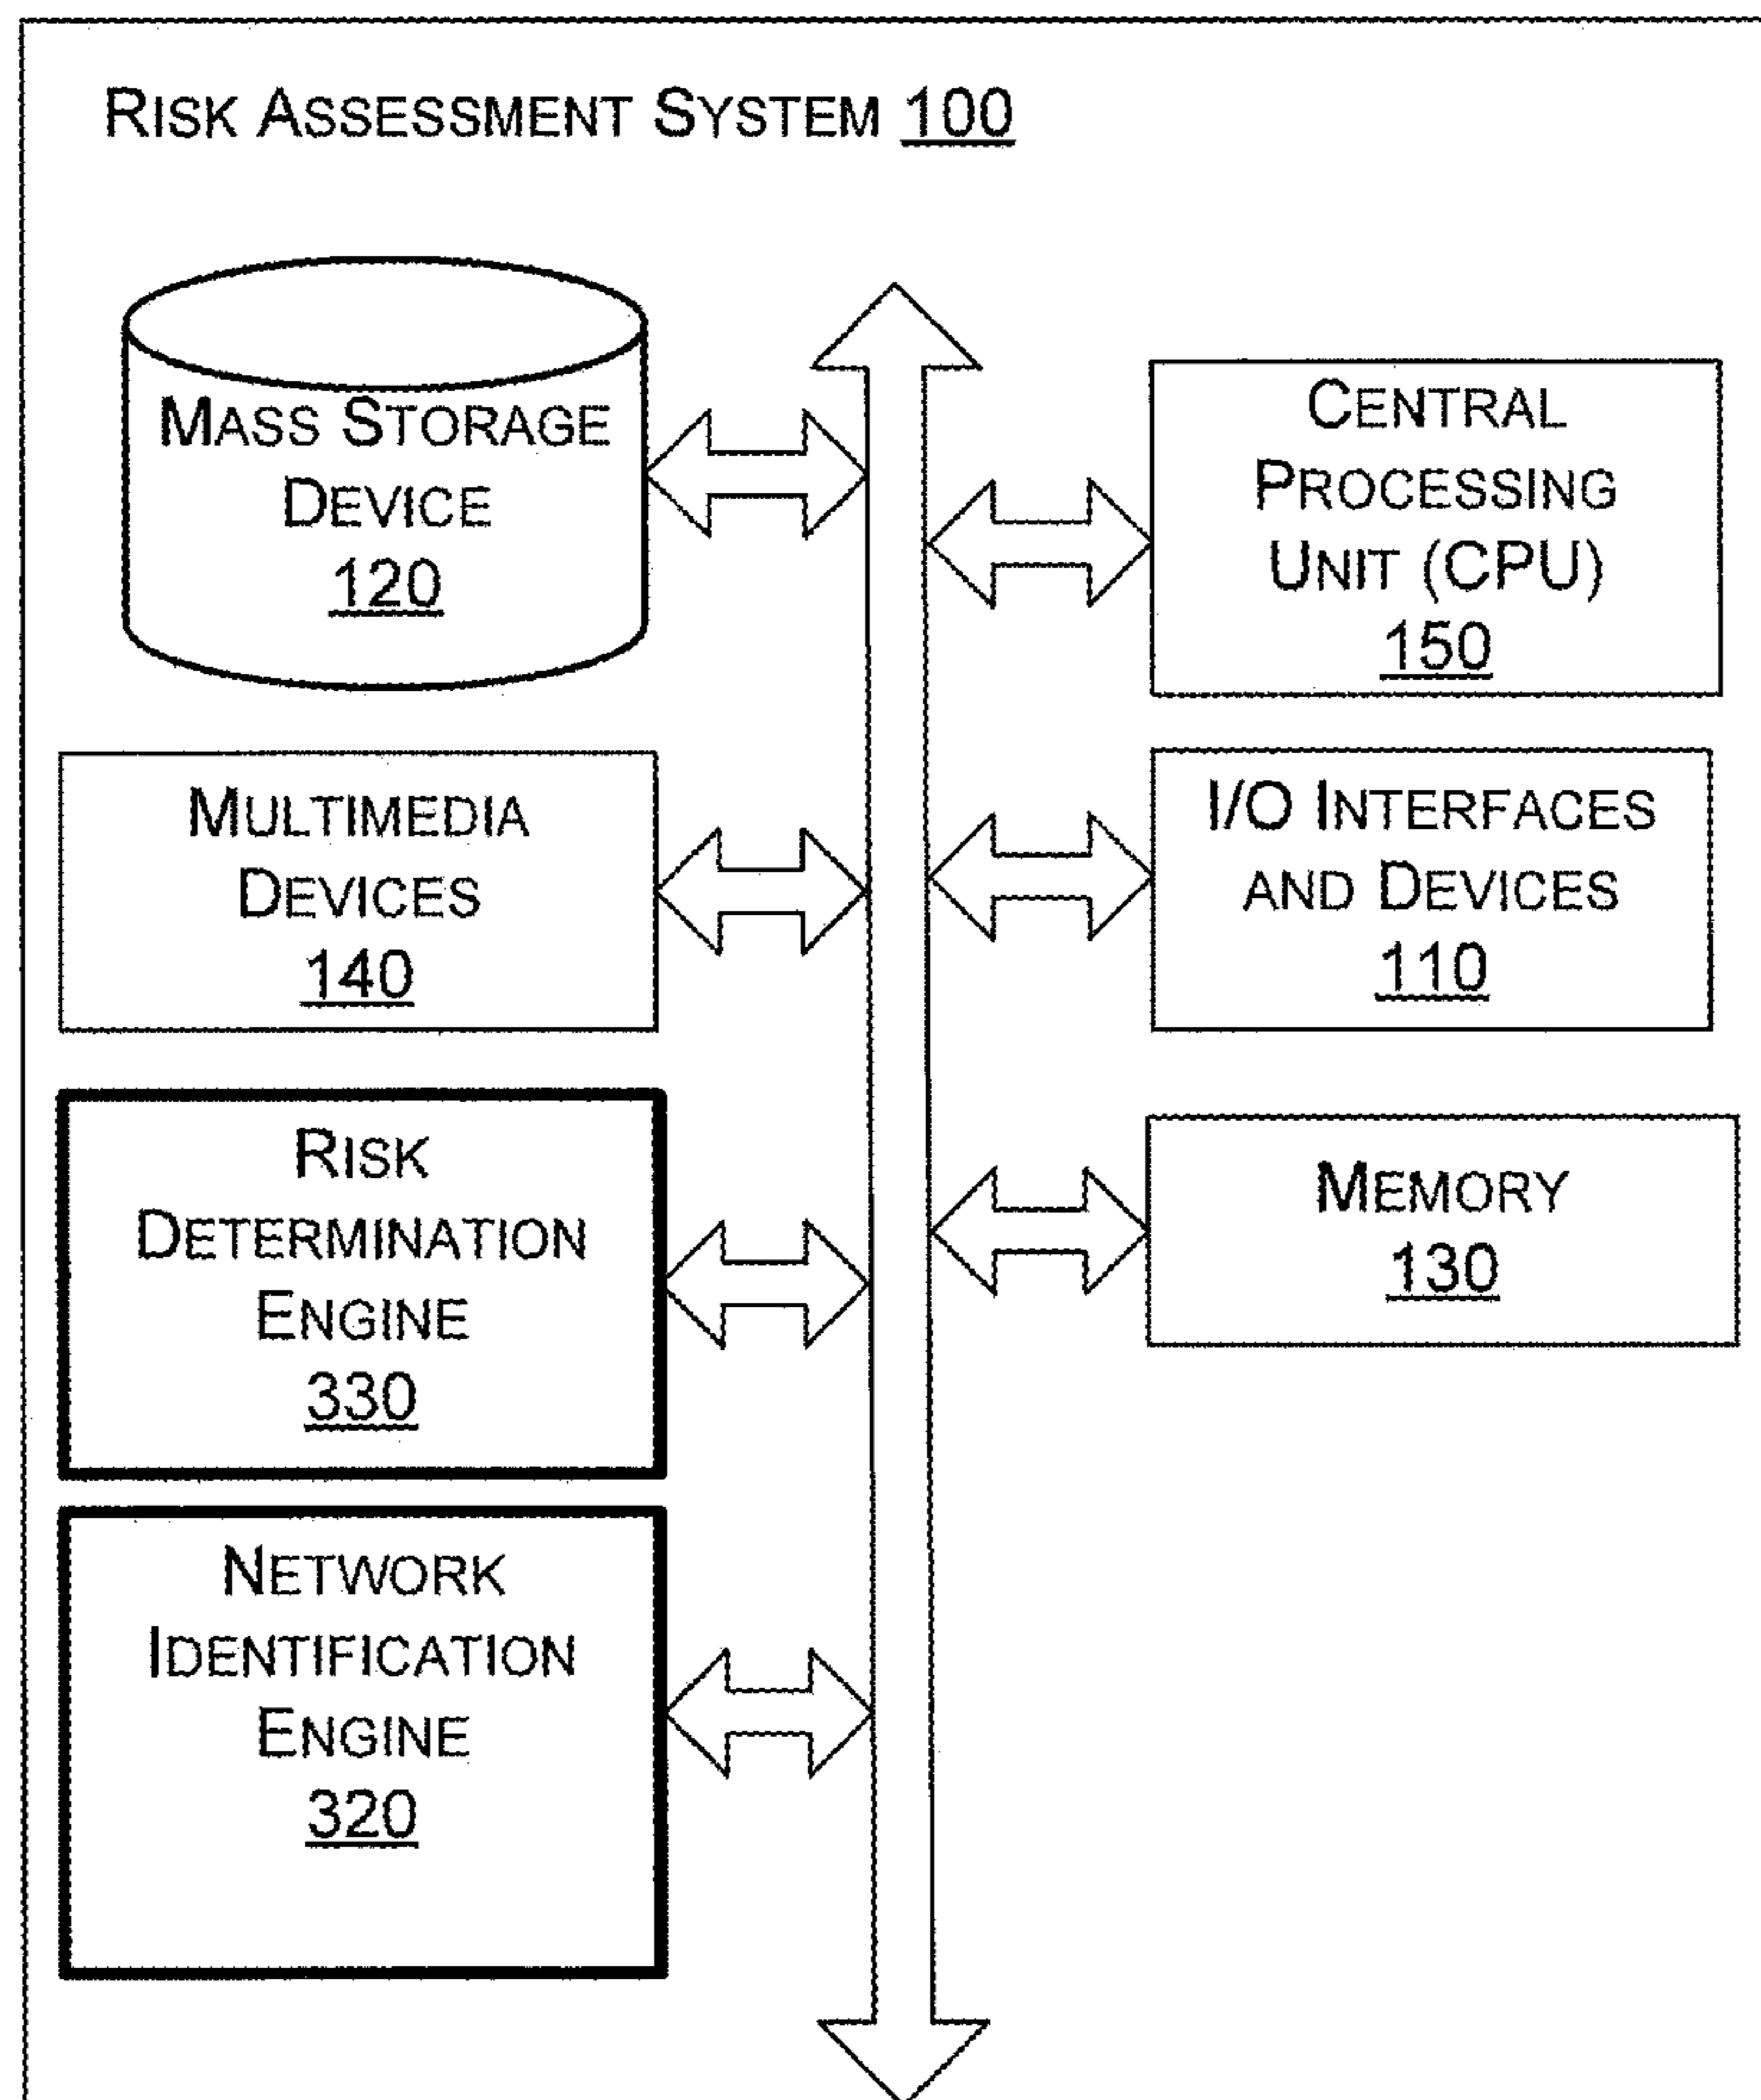 RISK ASSESSMENT SYSTEM 100
MASS STORAGE
DEVICE
120
CENTRAL
PROCESSING
UNIT (CPU)
150
MULTIMEDIA
DEVICES
140
I/O INTERFACES
AND DEVICES
110
RISK
DETERMINATION
ENGINE
330
MEMORY
130
NETWORK
IDENTIFICATION
ENGINE
320